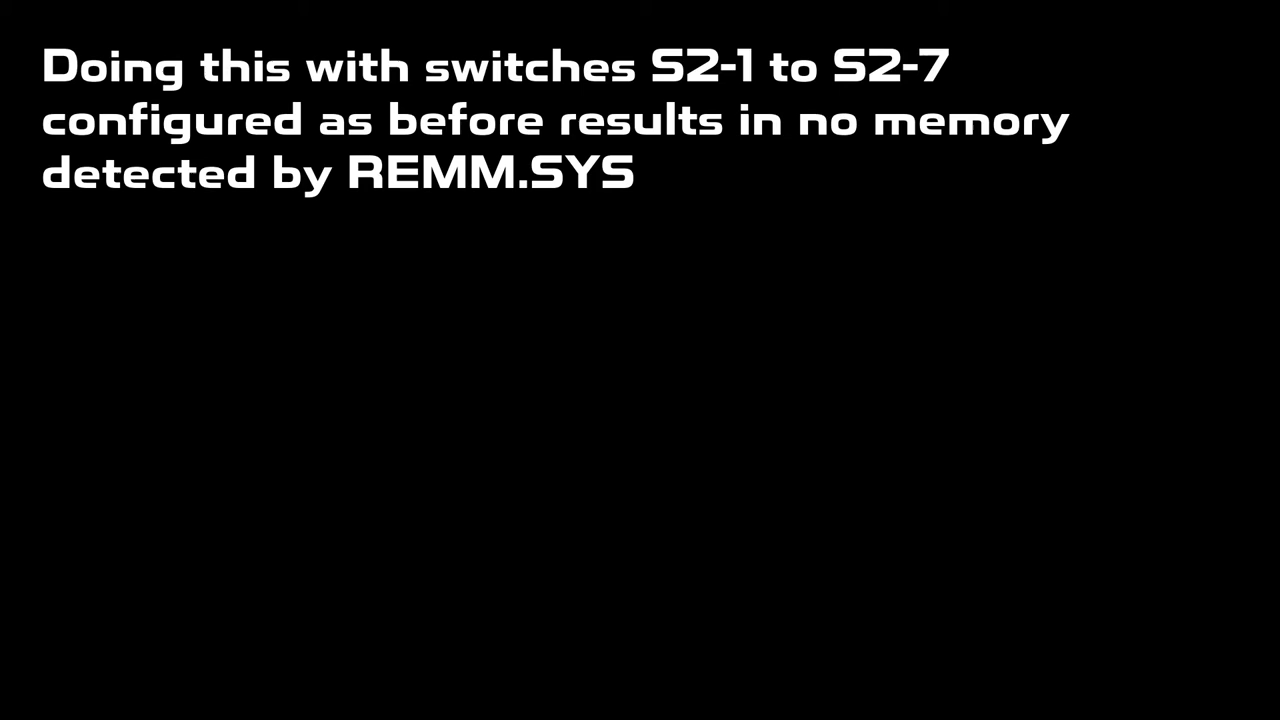 Doing this with switches S2-1 to S2-7
configured as before results in no memory
detected by REMM.SYS